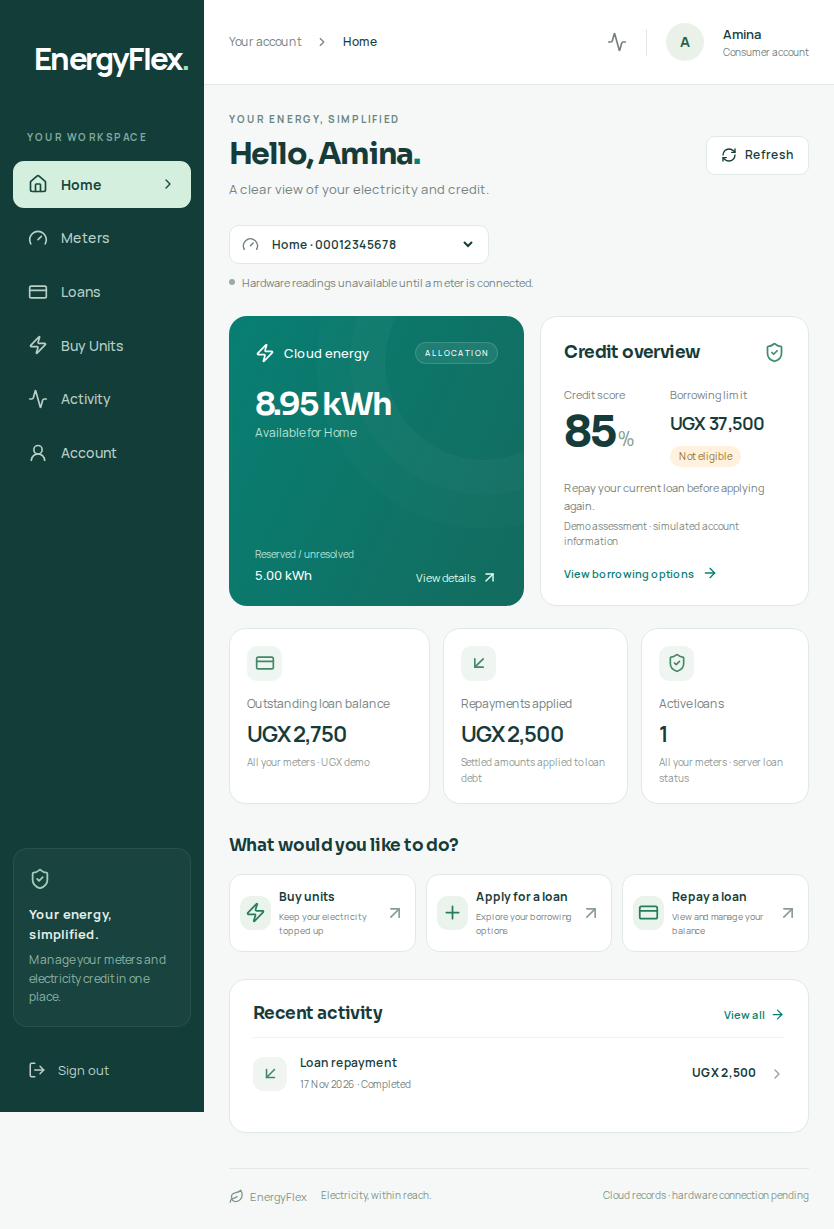 EnergyFlex.
YOUR WORKSPACE
Home
Meters
Loans
Buy Units
Activity
Account
Your energy,
simplified.
Manage your meters and
electricity credit in one
place.
Sign out
Your account
Home
A
Amina
Consumer account
YOUR ENERGY, SIMPLIFIED
Hello, Amina.
A clear view of your electricity and credit.
Refresh
Home · 00012345678
Hardware readings unavailable until a meter is connected.
Cloud energy
ALLOCATION
8.95 kWh
Available for Home
Reserved / unresolved
5.00 kWh
View details
Credit overview
Credit score
85%
Borrowing limit
UGX 37,500
Not eligible
Repay your current loan before applying
again.
Demo assessment · simulated account
information
View borrowing options
Outstanding loan balance
UGX 2,750
All your meters · UGX demo
Repayments applied
UGX 2,500
Settled amounts applied to loan
debt
Active loans
1
All your meters · server loan
status
What would you like to do?
Buy units
Keep your electricity
topped up
Apply for a loan
Explore your borrowing
options
Repay a loan
View and manage your
balance
Recent activity
View all
Loan repayment
17 Nov 2026 · Completed
UGX 2,500
EnergyFlex
Electricity, within reach.
Cloud records · hardware connection pending